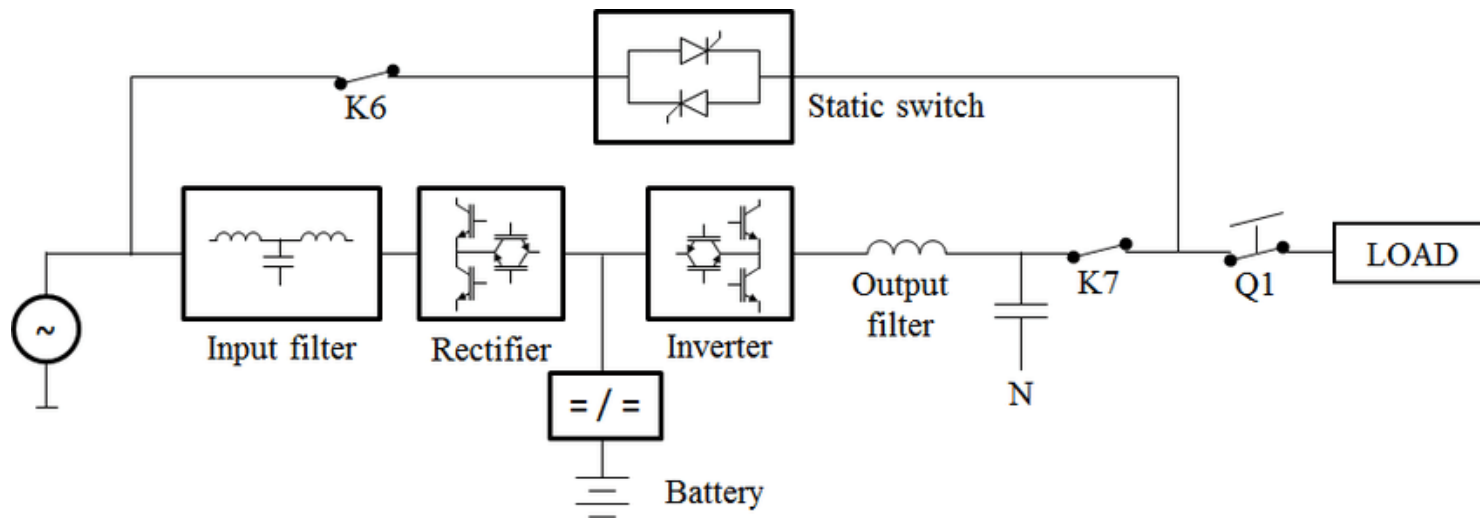 K6
Static switch
Input filter
Rectifier
Inverter
Output
filter
K7
Q1
LOAD
~
= / =
N
Battery